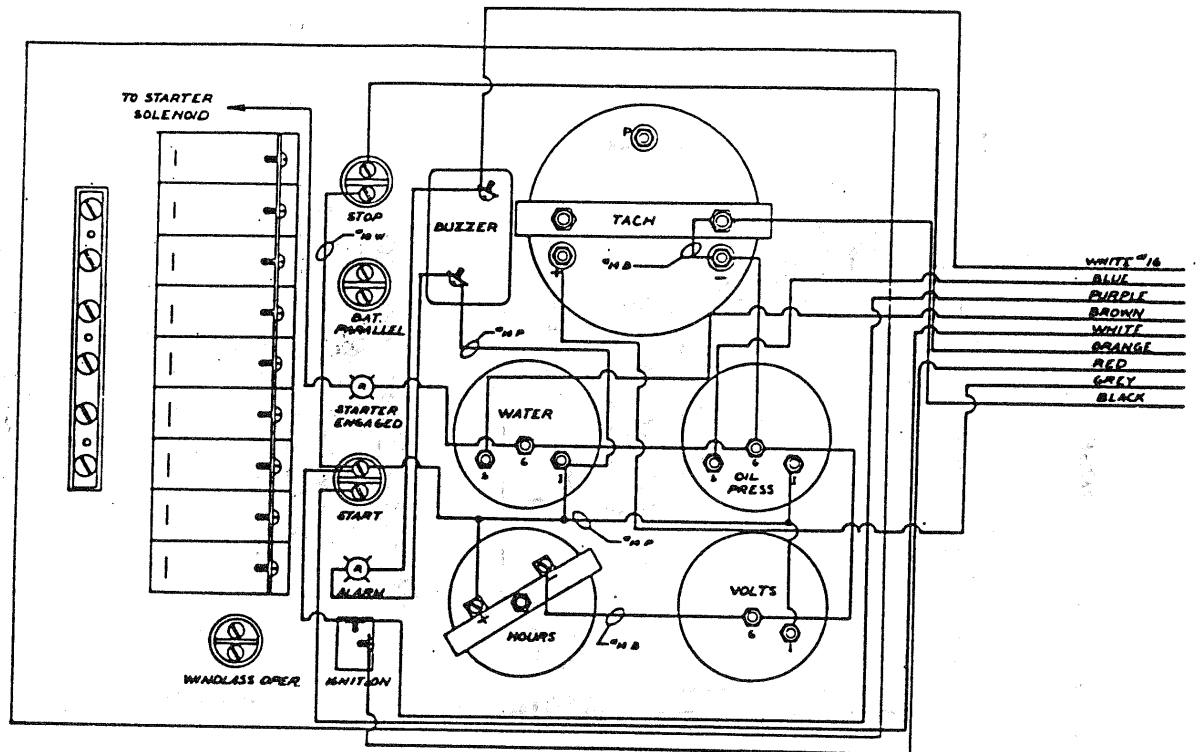 TO STARTER
SOLENOID
STOP
#14 W
BAT.
PARALLEL
STARTER
ENGAGED
R
START
R
ALARM
WINDLASS OPER.
IGNITION
BUZZER
#14 P
P
TACH
+
-
#14 B
WATER
S
G
I
OIL
PRESS
S
G
I
#14 P
HOURS
#14 B
VOLTS
G
I
WHITE #16
BLUE
PURPLE
BROWN
WHITE
ORANGE
RED
GREY
BLACK